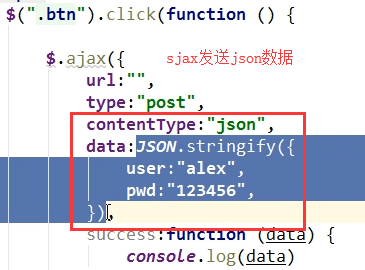 $(".btn").click(function () {
$.ajax({ sjax发送json数据
url:"",
type:"post",
contentType:"json",
data:JSON.stringify({
user:"alex",
pwd:"123456",
}),
success:function (data) {
console.log(data)